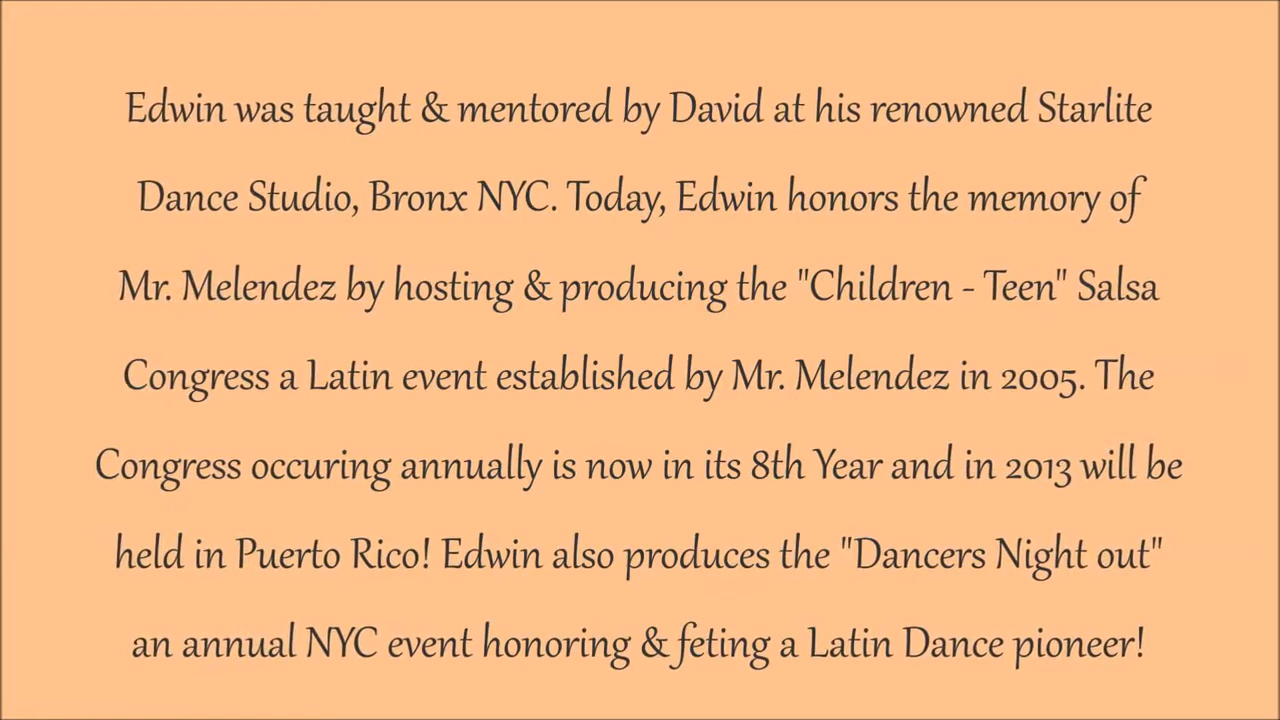 Edwin was taught & mentored by David at his renowned Starlite
Dance Studio, Bronx NYC. Today, Edwin honors the memory of
Mr. Melendez by hosting & producing the "Children - Teen" Salsa
Congress a Latin event established by Mr. Melendez in 2005. The
Congress occuring annually is now in its 8th Year and in 2013 will be
held in Puerto Rico! Edwin also produces the "Dancers Night out"
an annual NYC event honoring & feting a Latin Dance pioneer!